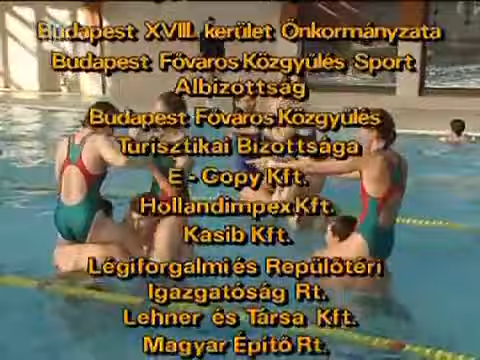 Budapest XVIII. kerület Önkormányzata
Budapest Főváros Közgyűlés Sport
Albizottság
Budapest Főváros Közgyűlés
Turisztikai Bizottsága
E - Copy Kft.
Hollandimpex Kft.
Kasib Kft.
Légiforgalmi és Repülőtéri
Igazgatóság Rt.
Lehner és Társa Kft.
Magyar Építő Rt.